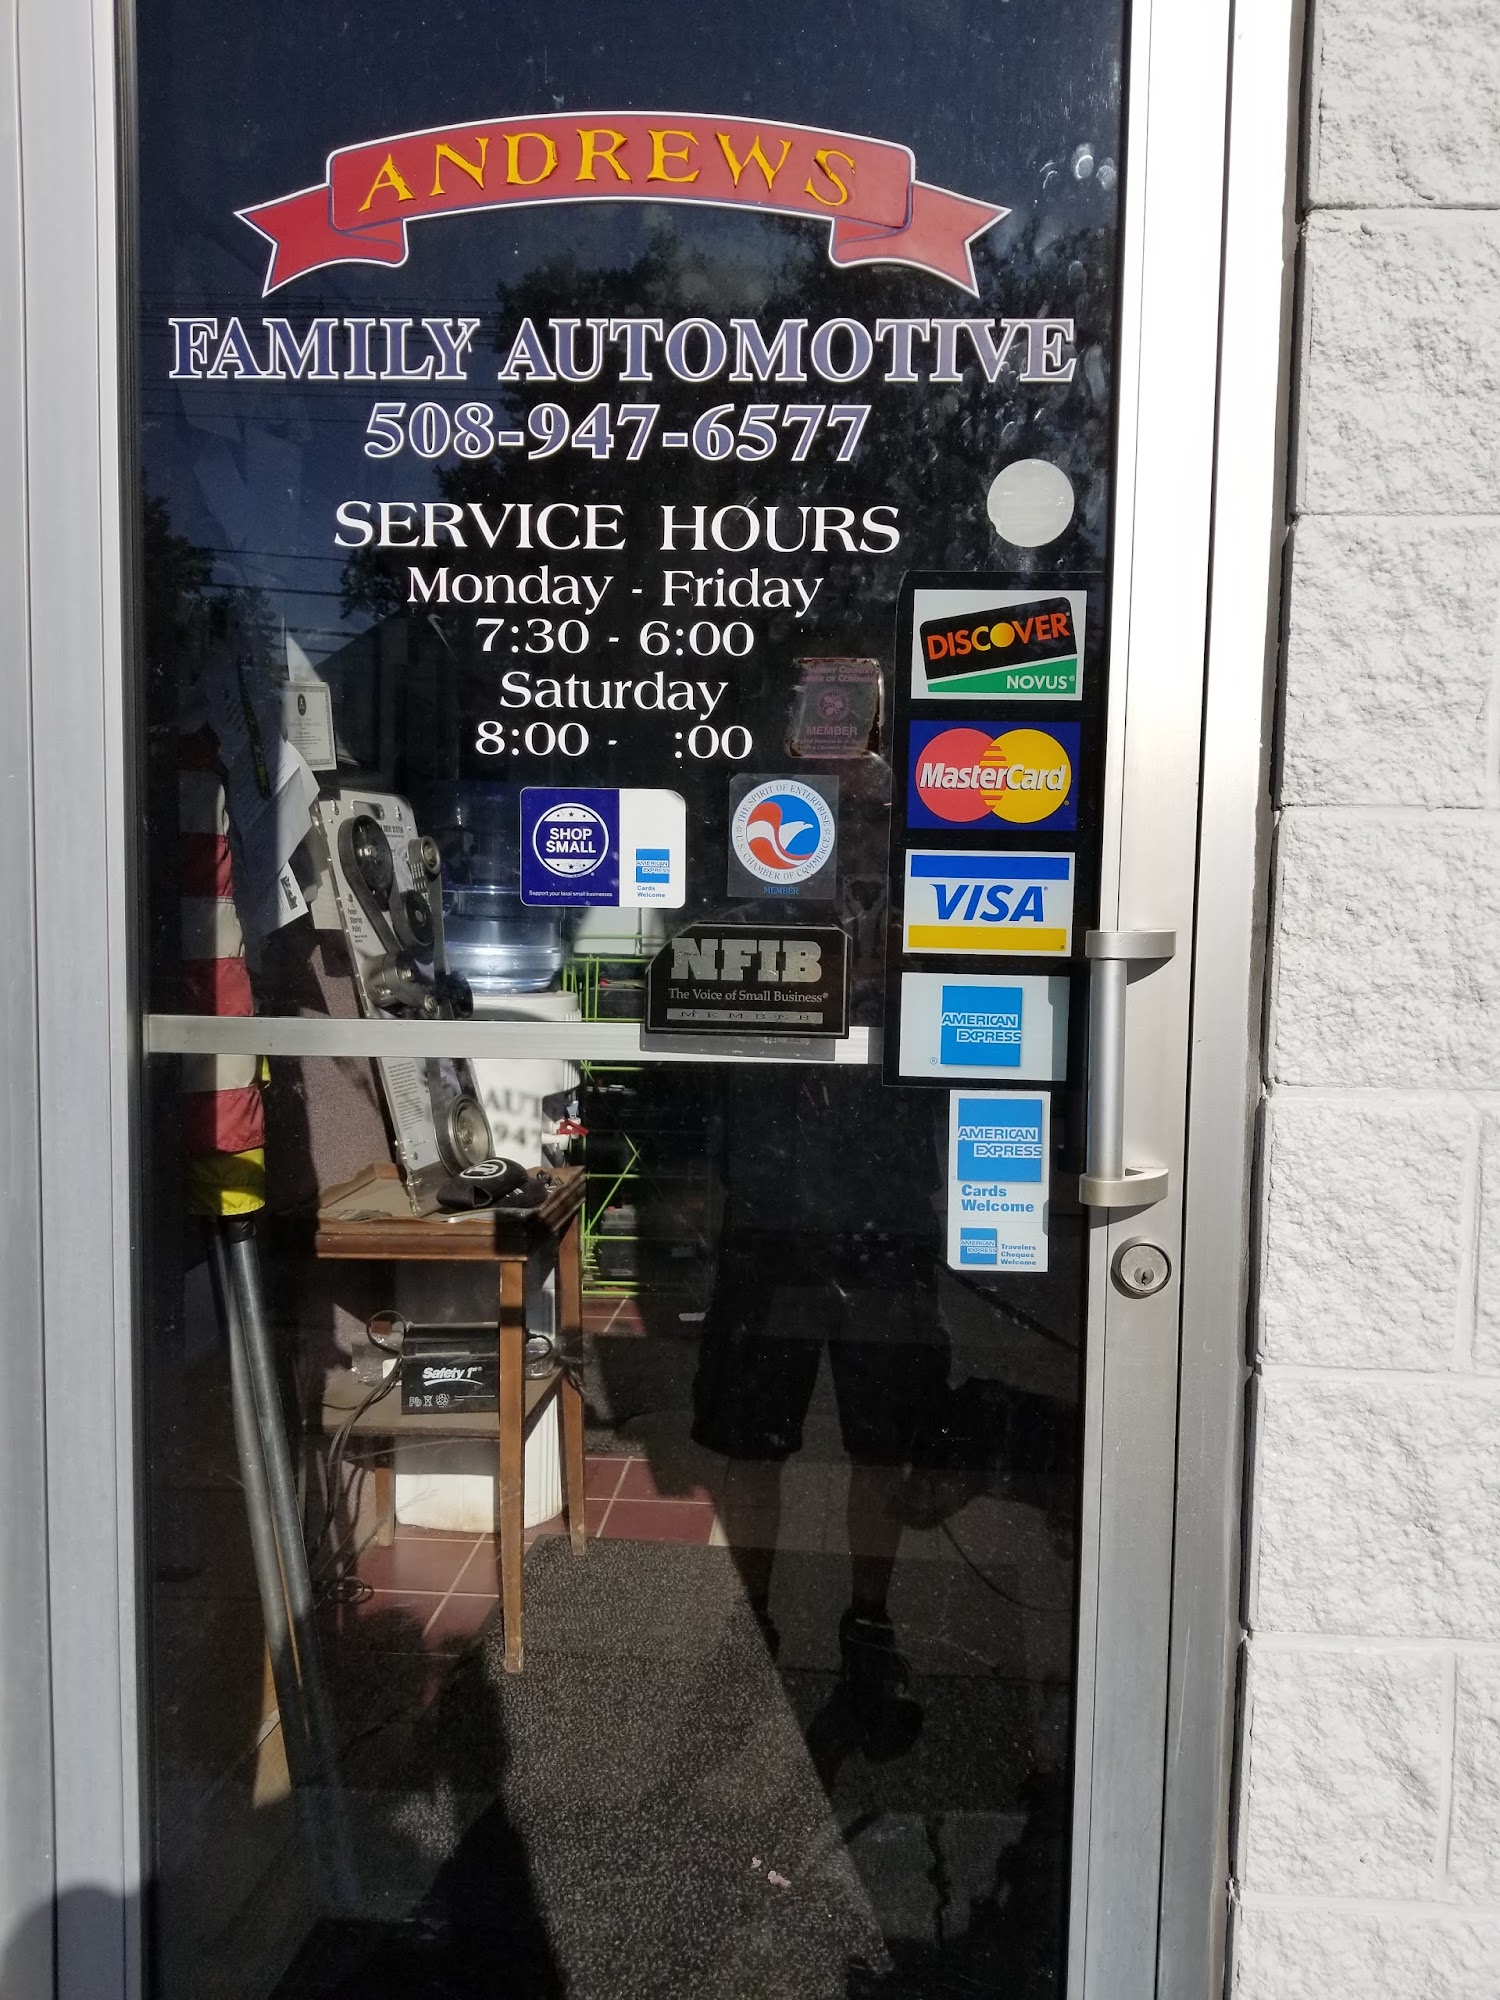 ANDREWS
FAMILY AUTOMOTIVE
508-947-6577
SERVICE HOURS
Monday - Friday
7:30 - 6:00
Saturday
8:00 - :00
DISCOVER
NOVUS
MEMBER
MasterCard
SHOP
SMALL
Support your local small businesses
AMERICAN
EXPRESS
Cards
Welcome
THE SPIRIT OF ENTERPRISE
U.S. CHAMBER OF COMMERCE
MEMBER
VISA
NFIB
The Voice of Small Business®
MEMBER
AMERICAN
EXPRESS
®
AMERICAN
EXPRESS
Cards
Welcome
AMERICAN
EXPRESS
Travelers
Cheques
Welcome
Safety 1st
Pb